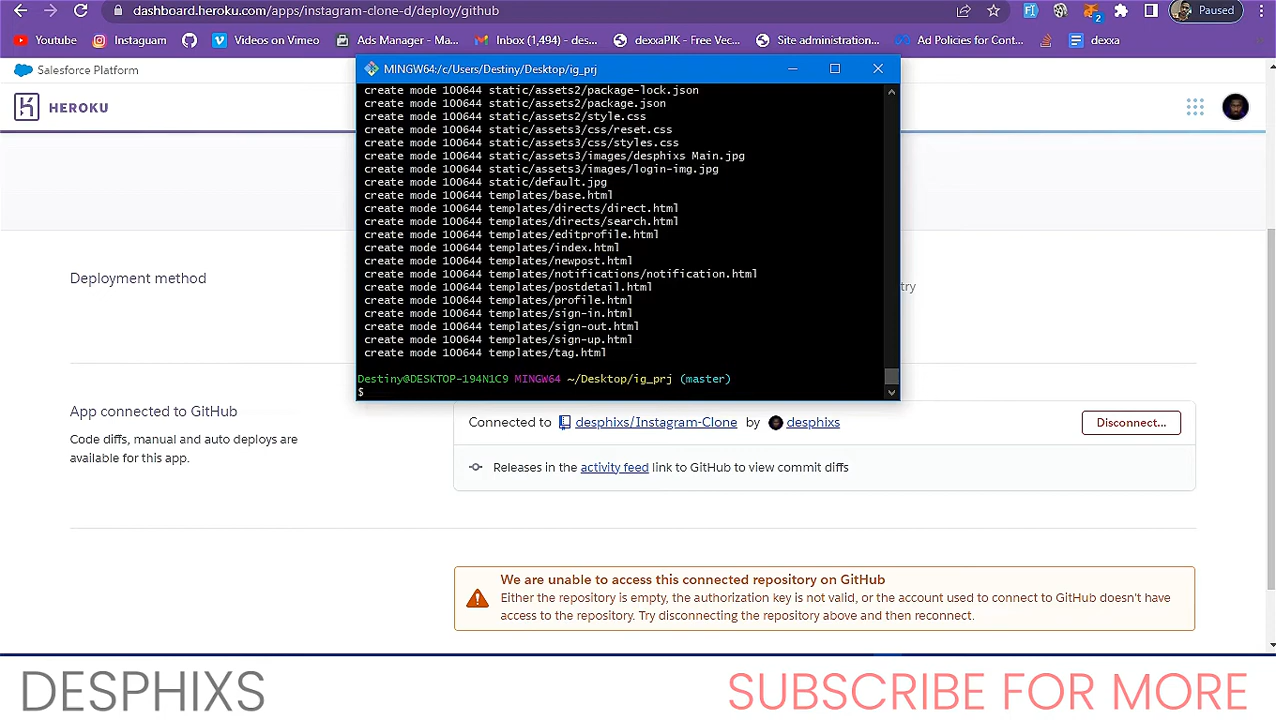 dashboard.heroku.com/apps/instagram-clone-d/deploy/github
Paused
2
Youtube
Instaguam
Videos on Vimeo
Ads Manager - Ma...
Inbox (1,494) - des...
dexxaPIK - Free Vec...
Site administration...
Ad Policies for Cont...
dexxa
Salesforce Platform
HEROKU
MINGW64:/c/Users/Destiny/Desktop/ig_prj
create mode 100644 static/assets2/package-lock.json
create mode 100644 static/assets2/package.json
create mode 100644 static/assets2/style.css
create mode 100644 static/assets3/css/reset.css
create mode 100644 static/assets3/css/styles.css
create mode 100644 static/assets3/images/desphixs Main.jpg
create mode 100644 static/assets3/images/login-img.jpg
create mode 100644 static/default.jpg
create mode 100644 templates/base.html
create mode 100644 templates/directs/direct.html
create mode 100644 templates/directs/search.html
create mode 100644 templates/editprofile.html
create mode 100644 templates/index.html
create mode 100644 templates/newpost.html
create mode 100644 templates/notifications/notification.html
create mode 100644 templates/postdetail.html
create mode 100644 templates/profile.html
create mode 100644 templates/sign-in.html
create mode 100644 templates/sign-out.html
create mode 100644 templates/sign-up.html
create mode 100644 templates/tag.html
Destiny@DESKTOP-194N1C9 MINGW64 ~/Desktop/ig_prj (master)
$
Deployment method
try
App connected to GitHub
Code diffs, manual and auto deploys are
available for this app.
Connected to desphixs/Instagram-Clone by desphixs
Disconnect...
Releases in the activity feed link to GitHub to view commit diffs
We are unable to access this connected repository on GitHub
Either the repository is empty, the authorization key is not valid, or the account used to connect to GitHub doesn't have
access to the repository. Try disconnecting the repository above and then reconnect.
DESPHIXS
SUBSCRIBE FOR MORE